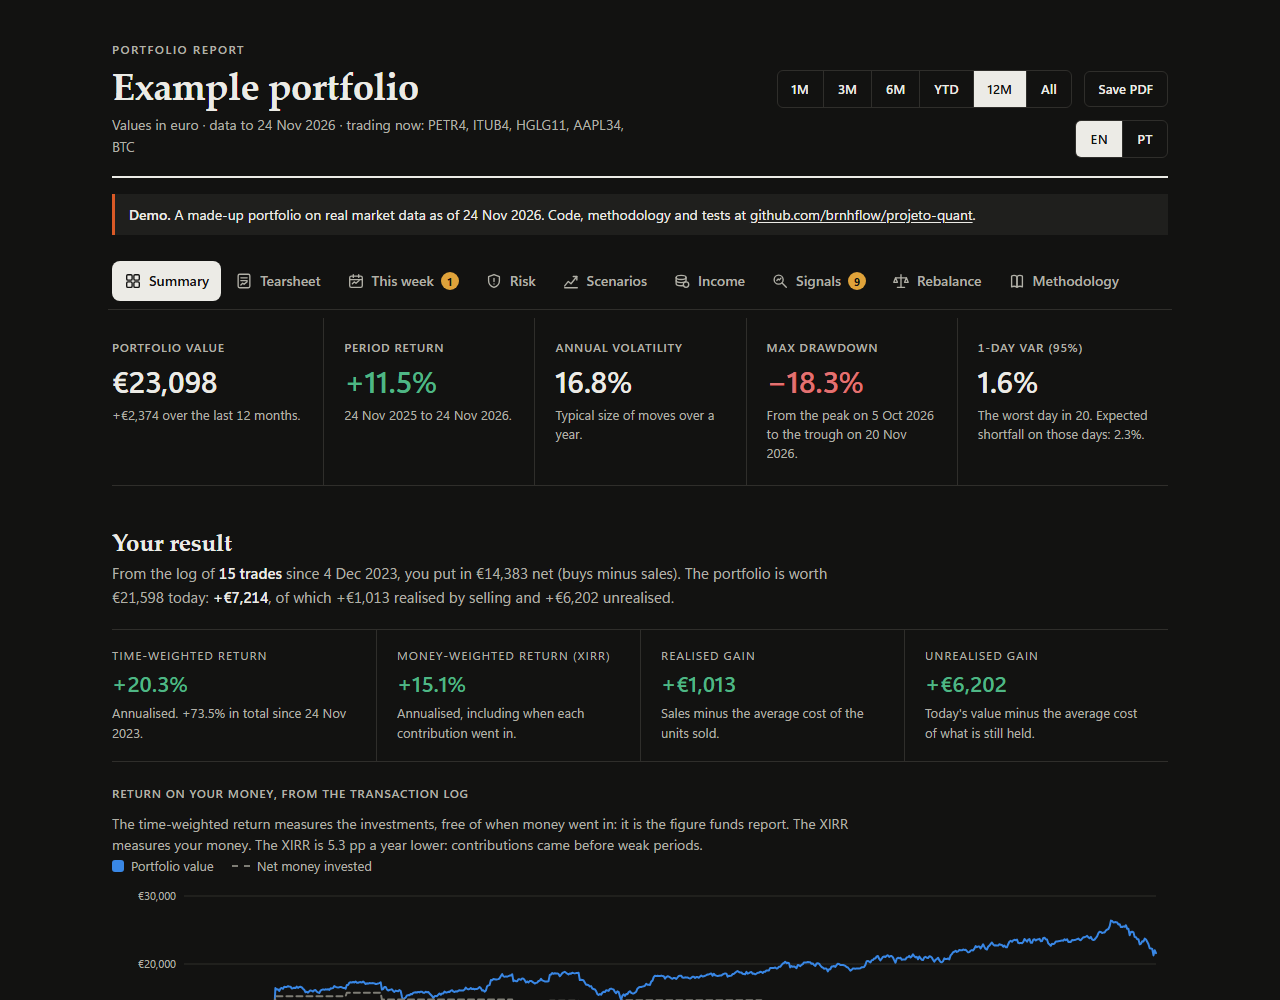 PORTFOLIO REPORT
Example portfolio
Values in euro · data to 24 Nov 2026 · trading now: PETR4, ITUB4, HGLG11, AAPL34,
BTC
1M 3M 6M YTD 12M All Save PDF
EN PT
Demo. A made-up portfolio on real market data as of 24 Nov 2026. Code, methodology and tests at github.com/brnhflow/projeto-quant.
Summary Tearsheet This week 1 Risk Scenarios Income Signals 9 Rebalance Methodology
PORTFOLIO VALUE
€23,098
+€2,374 over the last 12 months.
PERIOD RETURN
+11.5%
24 Nov 2025 to 24 Nov 2026.
ANNUAL VOLATILITY
16.8%
Typical size of moves over a
year.
MAX DRAWDOWN
−18.3%
From the peak on 5 Oct 2026
to the trough on 20 Nov
2026.
1-DAY VAR (95%)
1.6%
The worst day in 20. Expected
shortfall on those days: 2.3%.
Your result
From the log of 15 trades since 4 Dec 2023, you put in €14,383 net (buys minus sales). The portfolio is worth
€21,598 today: +€7,214, of which +€1,013 realised by selling and +€6,202 unrealised.
TIME-WEIGHTED RETURN
+20.3%
Annualised. +73.5% in total since 24 Nov
2023.
MONEY-WEIGHTED RETURN (XIRR)
+15.1%
Annualised, including when each
contribution went in.
REALISED GAIN
+€1,013
Sales minus the average cost of the
units sold.
UNREALISED GAIN
+€6,202
Today's value minus the average cost
of what is still held.
RETURN ON YOUR MONEY, FROM THE TRANSACTION LOG
The time-weighted return measures the investments, free of when money went in: it is the figure funds report. The XIRR
measures your money. The XIRR is 5.3 pp a year lower: contributions came before weak periods.
Portfolio value Net money invested
€30,000
€20,000